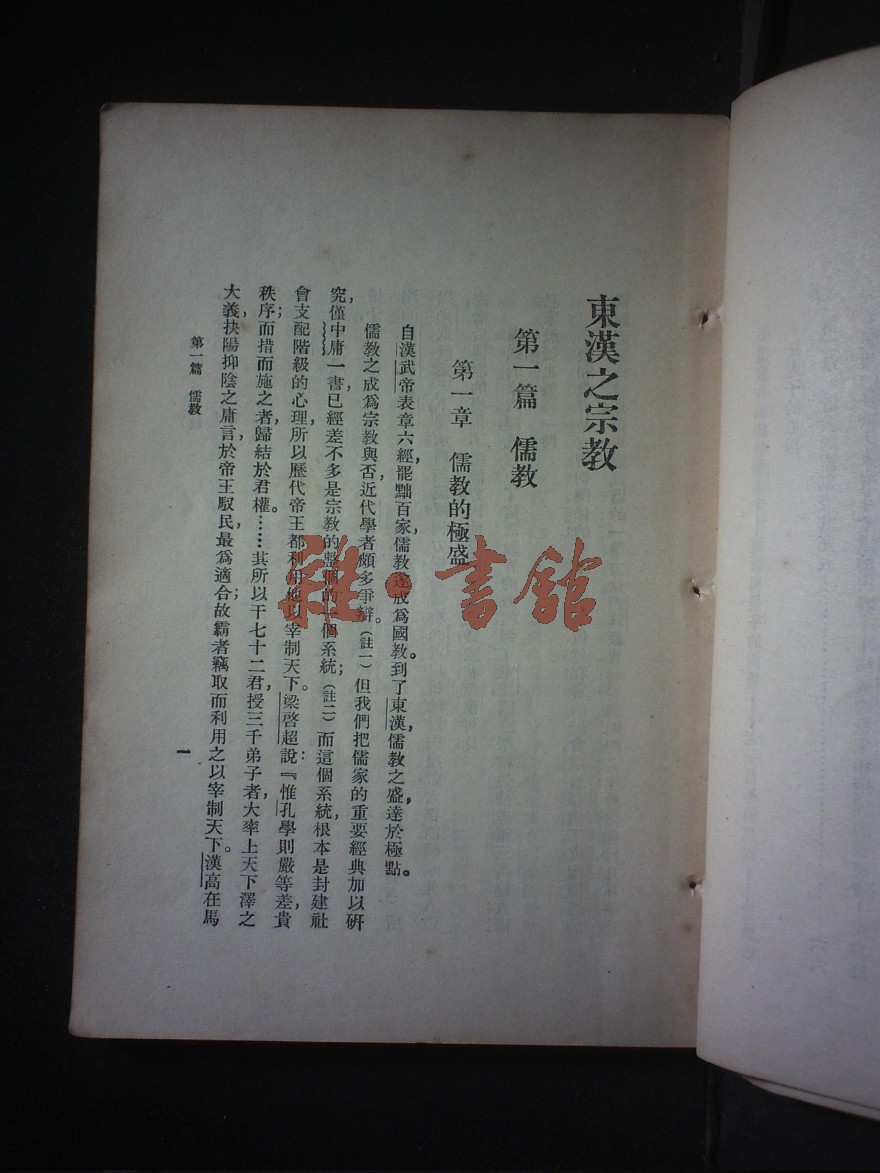 東漢之宗教
第一篇 儒教
第一章 儒教的極盛
自漢武帝表章六經,罷黜百家,儒教遂成爲國教。到了東漢,儒教之盛,達於極點。
儒教之成爲宗教與否,近代學者頗多爭辯。(註一)但我們把儒家的重要經典加以硏
究,僅中庸一書,已經差不多是宗教的整個的一個系統;(註二)而這個系統,根本是封建社
會支配階級的心理,所以歷代帝王都利用他以宰制天下。梁啓超說:『惟孔學則嚴等差,貴
秩序;而措而施之者,歸結於君權。……其所以干七十二君,授三千弟子者,大率上天下澤之
大義,抉陽抑陰之庸言,於帝王馭民,最爲適合;故霸者竊取而利用之以宰制天下。漢高在馬
第一篇 儒教
一
雜·書館